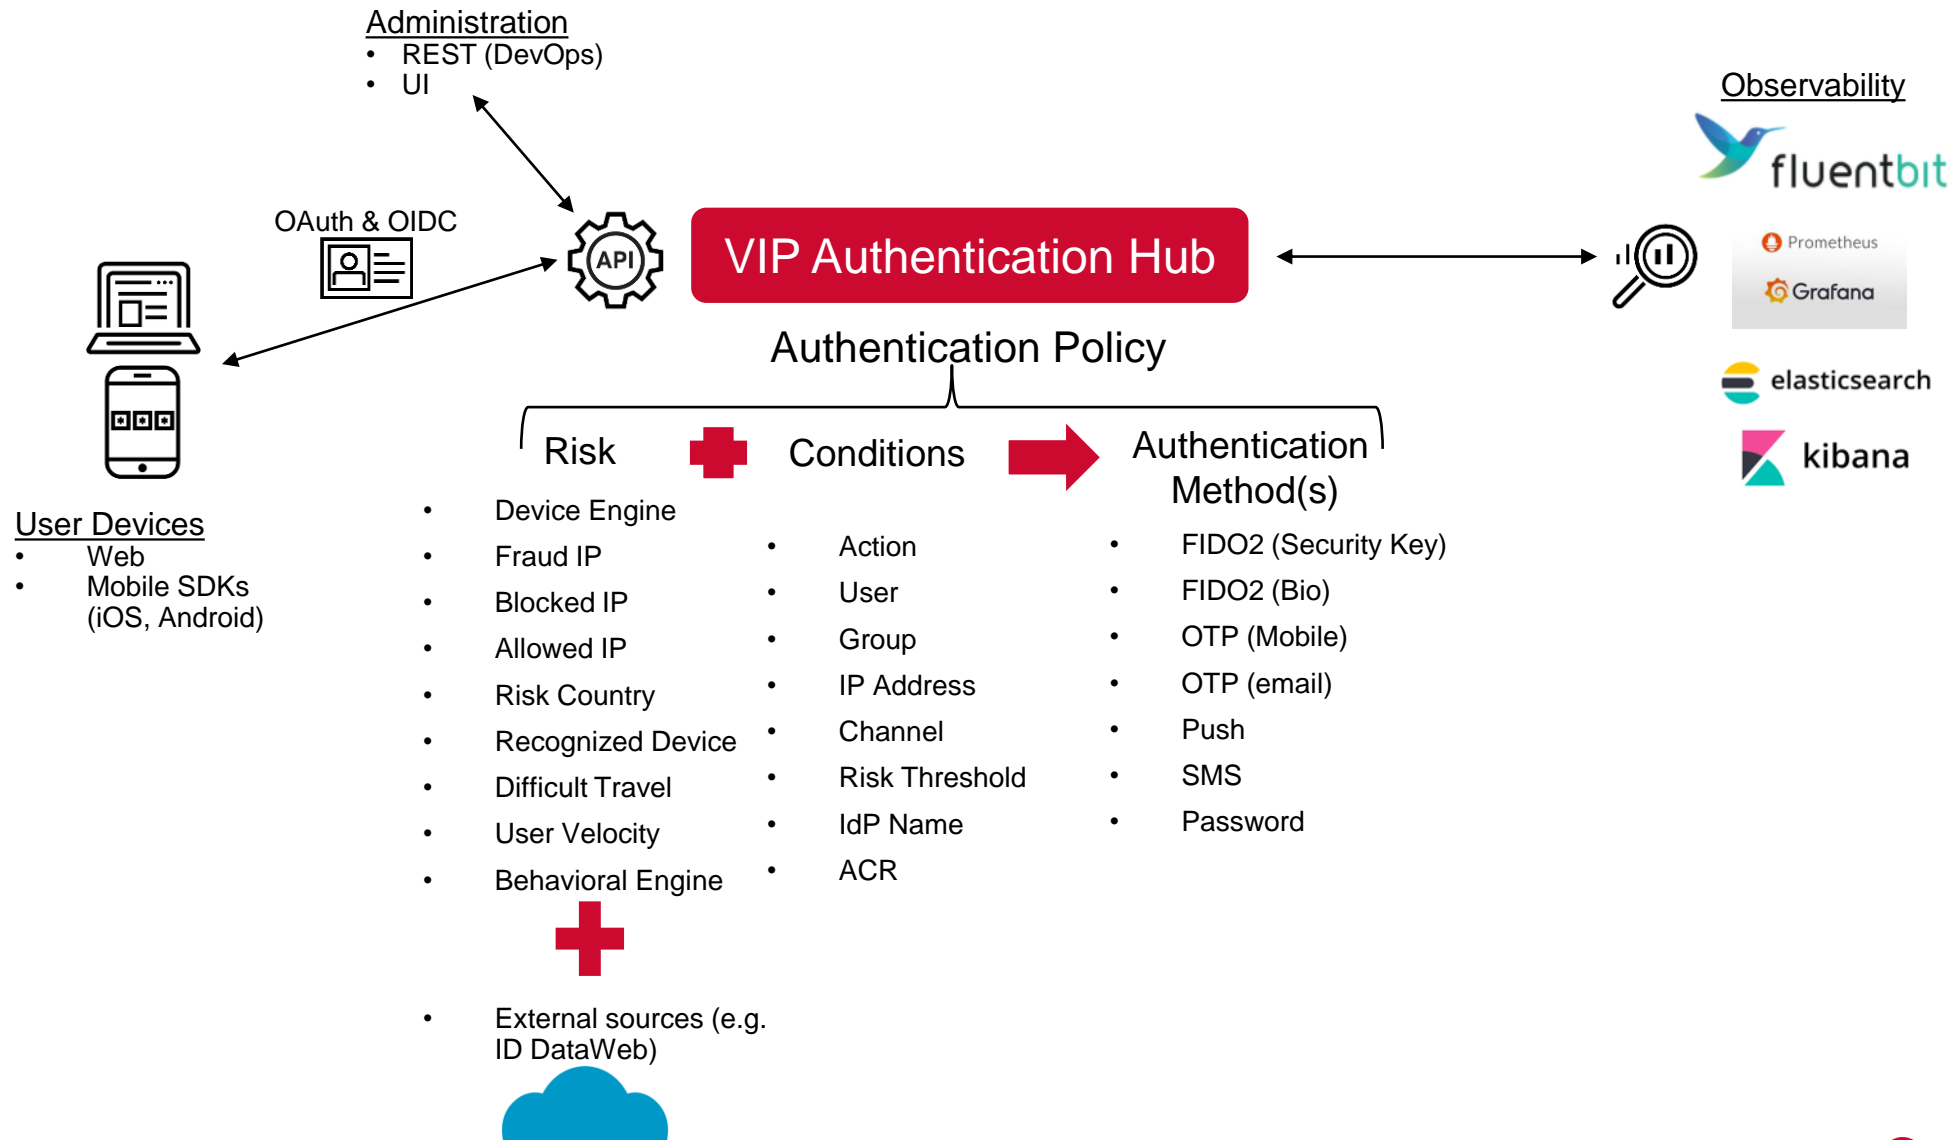 Administration
• REST (DevOps)
• UI
OAuth & OIDC
API
VIP Authentication Hub
Observability
fluentbit
Prometheus
Grafana
elasticsearch
kibana
User Devices
• Web
• Mobile SDKs
(iOS, Android)
Authentication Policy
Risk
• Device Engine
• Fraud IP
• Blocked IP
• Allowed IP
• Risk Country
• Recognized Device
• Difficult Travel
• User Velocity
• Behavioral Engine
• External sources (e.g.
ID DataWeb)
Conditions
• Action
• User
• Group
• IP Address
• Channel
• Risk Threshold
• IdP Name
• ACR
Authentication
Method(s)
• FIDO2 (Security Key)
• FIDO2 (Bio)
• OTP (Mobile)
• OTP (email)
• Push
• SMS
• Password